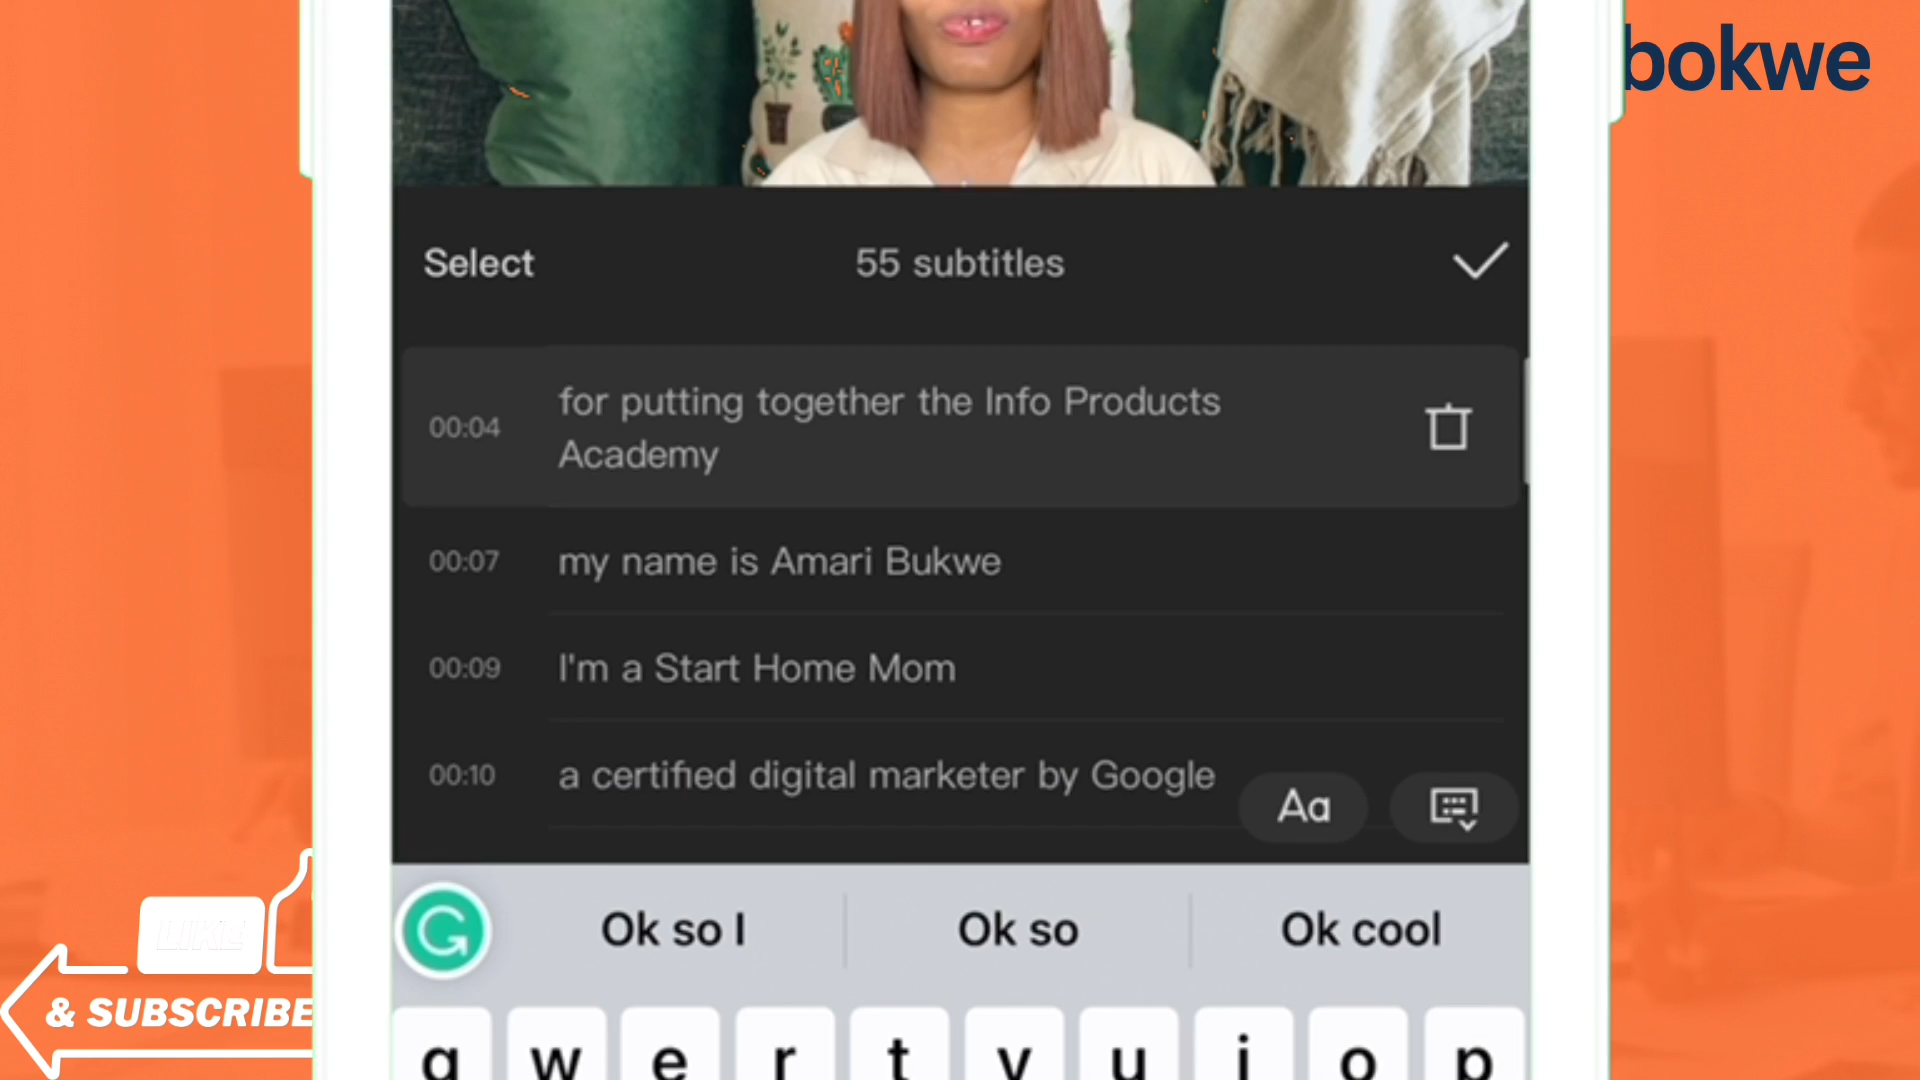 bokwe
Select
55 subtitles
00:04
for putting together the Info Products
Academy
00:07
my name is Amari Bukwe
00:09
I'm a Start Home Mom
00:10
a certified digital marketer by Google
Aa
Ok so I
Ok so
Ok cool
LIKE
& SUBSCRIBE
q w e r t y u i o p